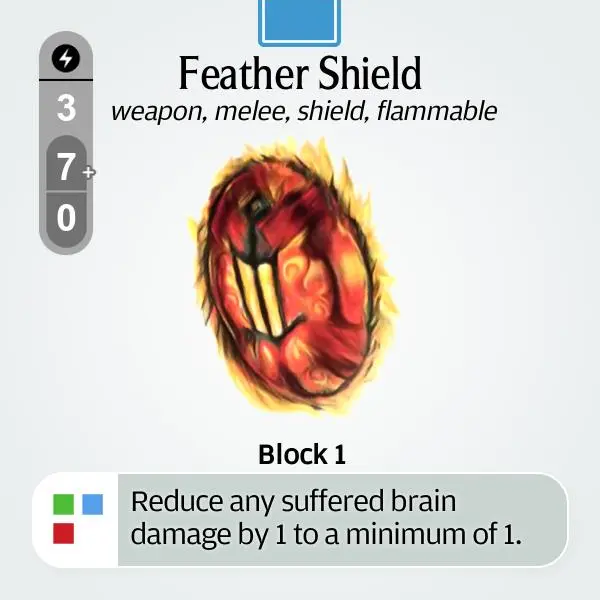 Feather Shield
weapon, melee, shield, flammable
3
7+
0
Block 1
Reduce any suffered brain
damage by 1 to a minimum of 1.